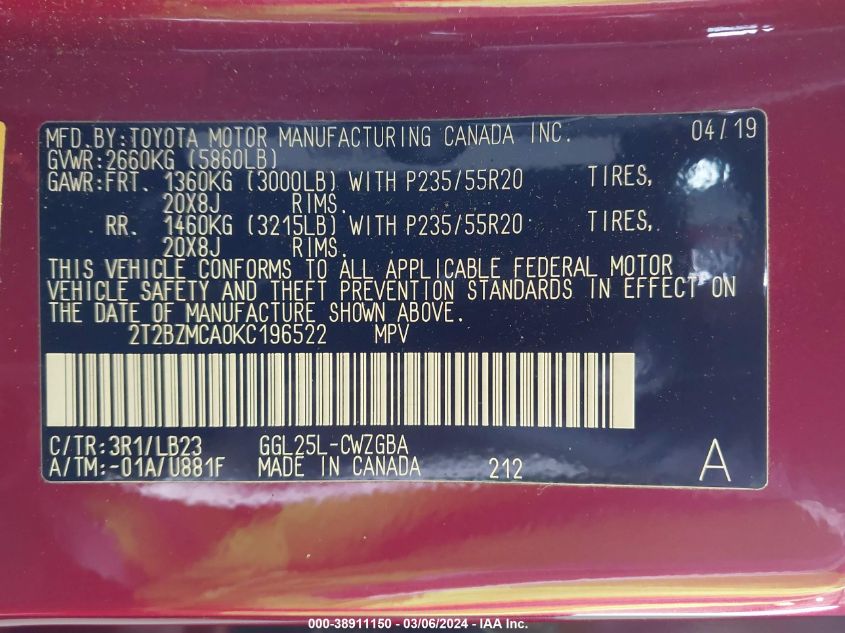 MFD.BY:TOYOTA MOTOR MANUFACTURING CANADA INC. 04/19
GVWR:2660KG (5860LB)
GAWR:FRT. 1360KG (3000LB) WITH P235/55R20 TIRES,
20X8J RIMS.
RR. 1460KG (3215LB) WITH P235/55R20 TIRES,
20X8J RIMS.
THIS VEHICLE CONFORMS TO ALL APPLICABLE FEDERAL MOTOR
VEHICLE SAFETY AND THEFT PREVENTION STANDARDS IN EFFECT ON
THE DATE OF MANUFACTURE SHOWN ABOVE.
2T2BZMCA0KC196522 MPV
C/TR:3R1/LB23 GGL25L-CWZGBA
A/TM:-01A/U881F MADE IN CANADA 212 A
000-38911150 - 03/06/2024 - IAA Inc.